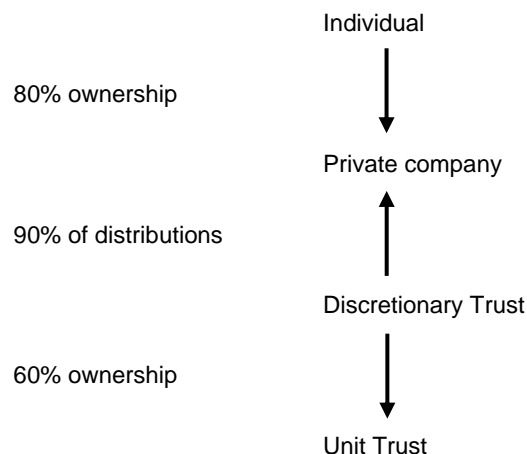 Individual
80% ownership
Private company
90% of distributions
Discretionary Trust
60% ownership
Unit Trust